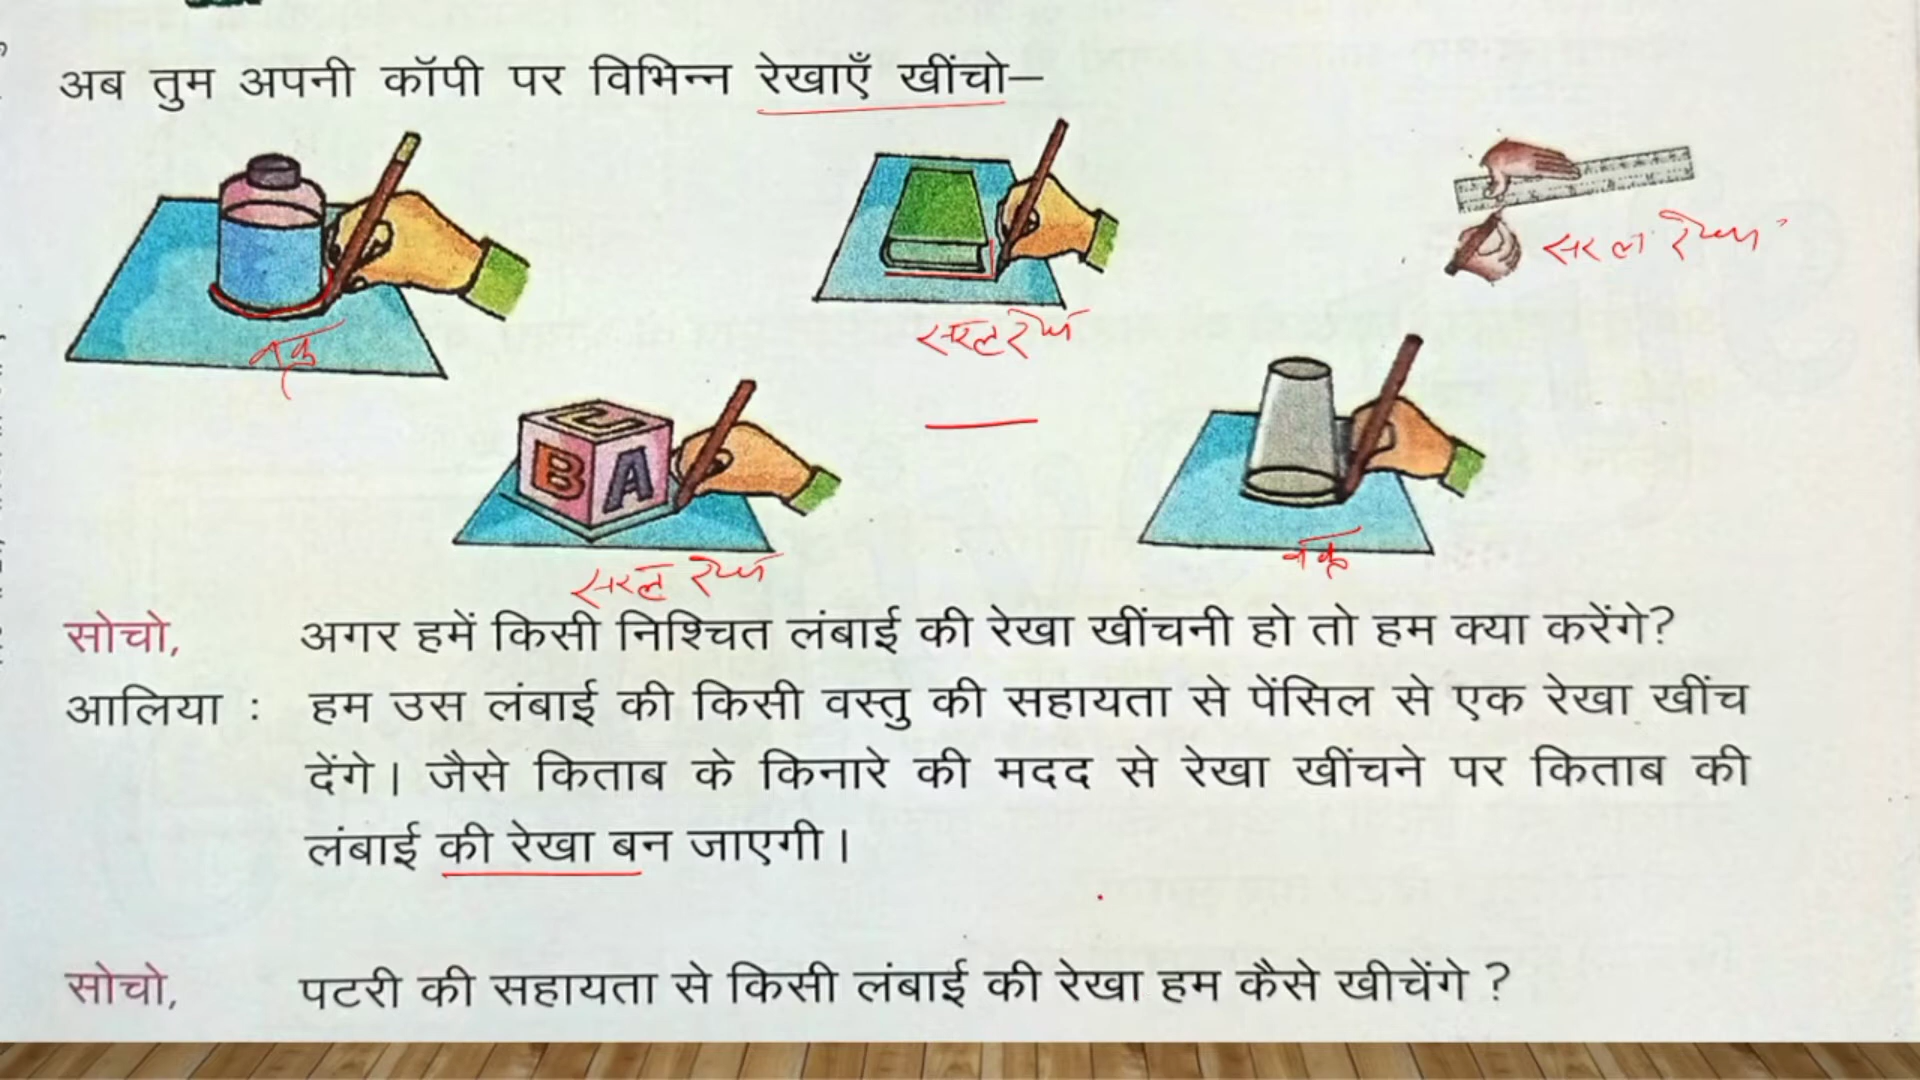 अब तुम अपनी कॉपी पर विभिन्न रेखाएँ खींचो–
सरल रेखा
वक्र
सरल रेखा
B A
सरल रेखा
वक्र
सोचो, अगर हमें किसी निश्चित लंबाई की रेखा खींचनी हो तो हम क्या करेंगे?
आलिया : हम उस लंबाई की किसी वस्तु की सहायता से पेंसिल से एक रेखा खींच
देंगे। जैसे किताब के किनारे की मदद से रेखा खींचने पर किताब की
लंबाई की रेखा बन जाएगी।
सोचो, पटरी की सहायता से किसी लंबाई की रेखा हम कैसे खीचेंगे ?